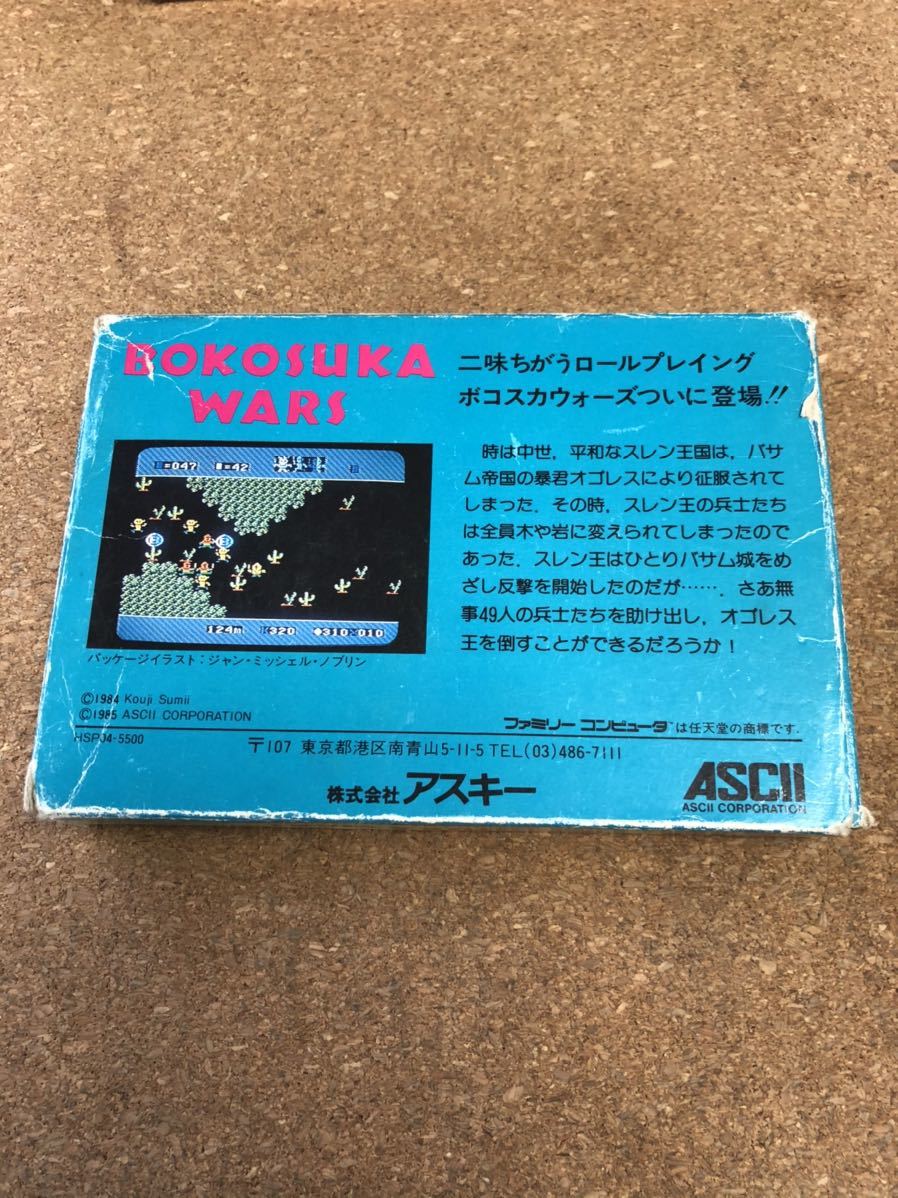 BOKOSUKA
WARS
二味ちがうロールプレイング
ボコスカウォーズついに登場!!
=047 =42
124m 320 310 010
パッケージイラスト:ジャン・ミッシェル・ノブリン
時は中世,平和なスレン王国は,バサ
ム帝国の暴君オゴレスにより征服されて
しまった.その時,スレン王の兵士たち
は全員木や岩に変えられてしまったので
あった.スレン王はひとりバサム城をめ
ざし反撃を開始したのだが…….さあ無
事49人の兵士たちを助け出し,オゴレス
王を倒すことができるだろうか!
©1984 Kouji Sumii
©1985 ASCII CORPORATION
ファミリー コンピュータ™は任天堂の商標です.
HSP04-5500
〒107 東京都港区南青山5-11-5 TEL(03)486-7111
株式会社アスキー
ASCII
ASCII CORPORATION